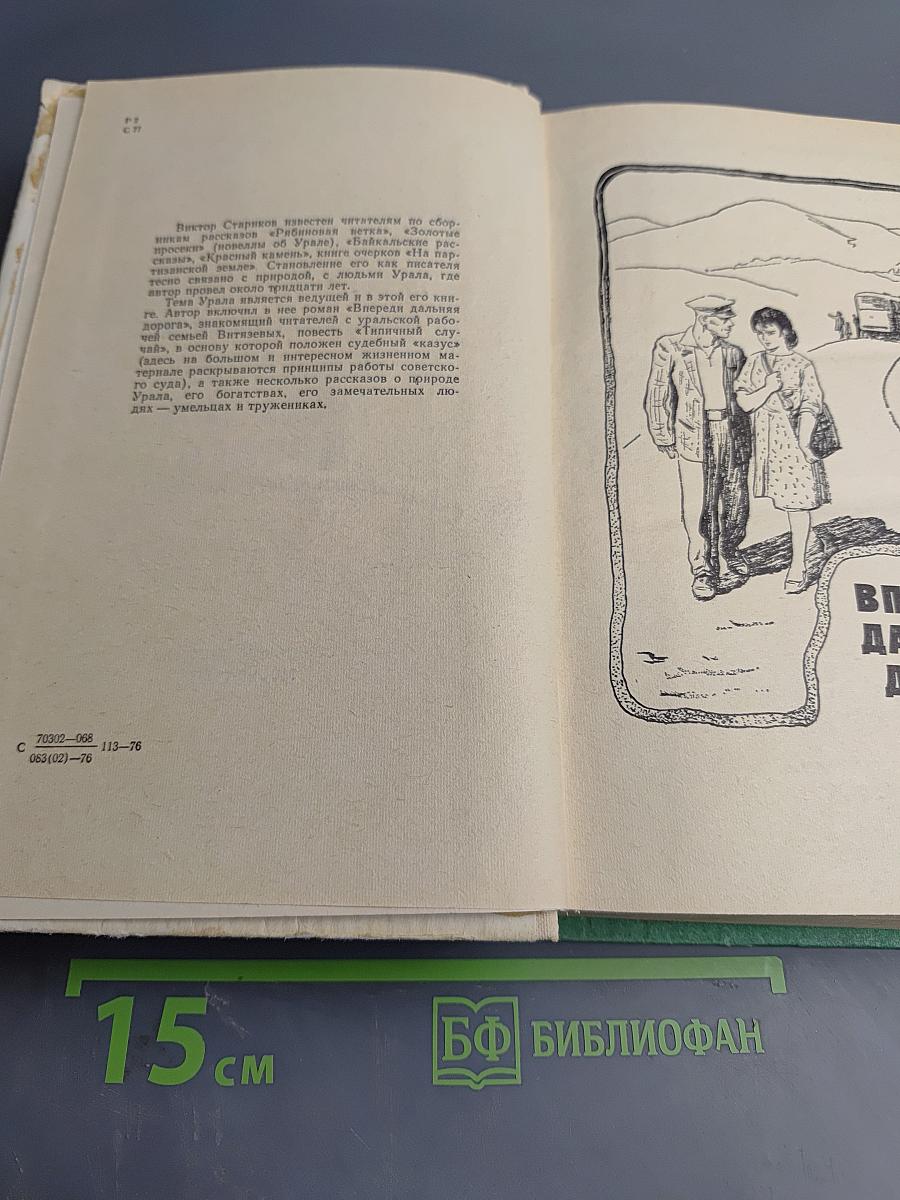 Р 2
С 77
Виктор Стариков известен читателям по сбор-
никам рассказов «Рябиновая ветка», «Золотые
просеки» (новеллы об Урале), «Байкальские рас-
сказы», «Красный камень», книге очерков «На пар-
тизанской земле». Становление его как писателя
тесно связано с природой, с людьми Урала, где
автор провел около тридцати лет.
Тема Урала является ведущей и в этой его кни-
ге. Автор включил в нее роман «Впереди дальняя
дорога», знакомящий читателей с уральской рабо-
чей семьей Витязевых, повесть «Типичный слу-
чай», в основу которой положен судебный «казус»
(здесь на большом и интересном жизненном ма-
териале раскрываются принципы работы советско-
го суда), а также несколько рассказов о природе
Урала, его богатствах, его замечательных лю-
дях — умельцах и тружениках.
С 70302—068
083(02)—76 113—76
ВП
ДА
Д
15 см
БФ БИБЛИОФАН